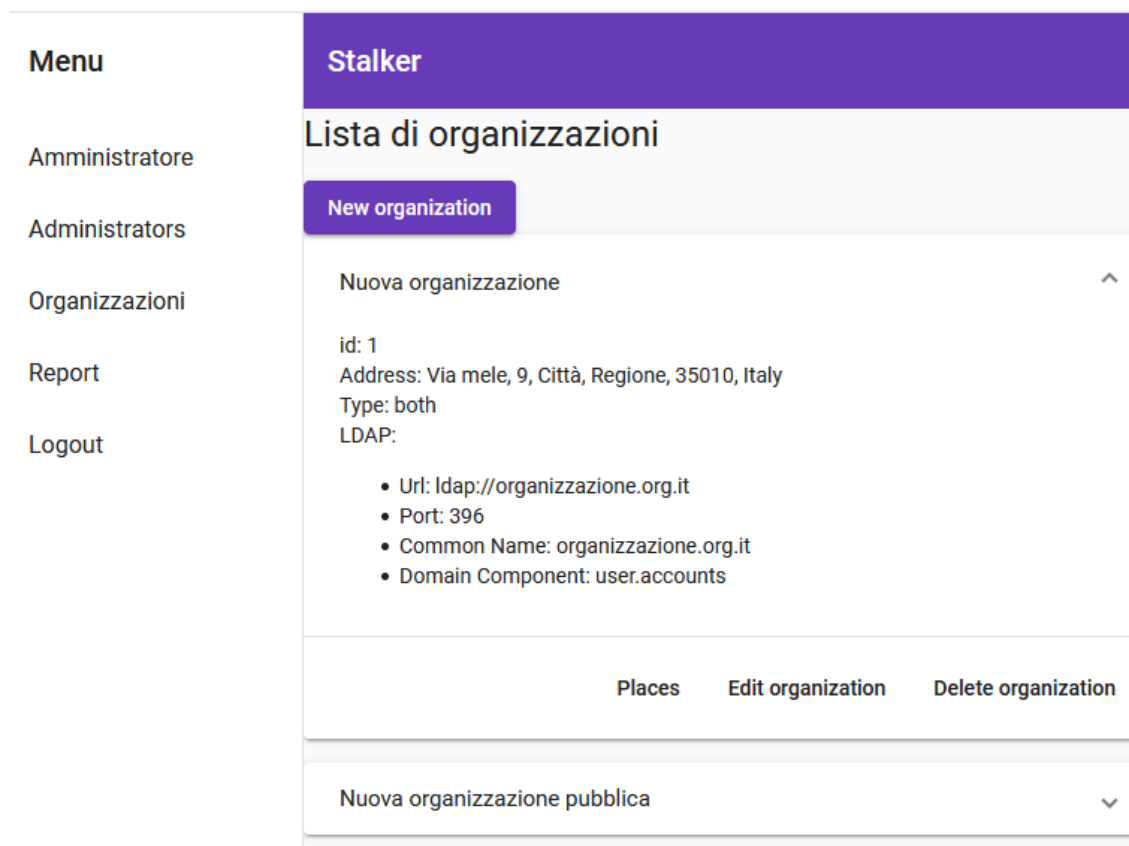 Menu
Amministratore
Administrators
Organizzazioni
Report
Logout
Stalker
Lista di organizzazioni
New organization
Nuova organizzazione
id: 1
Address: Via mele, 9, Città, Regione, 35010, Italy
Type: both
LDAP:
Url: ldap://organizzazione.org.it
Port: 396
Common Name: organizzazione.org.it
Domain Component: user.accounts
Places Edit organization Delete organization
Nuova organizzazione pubblica